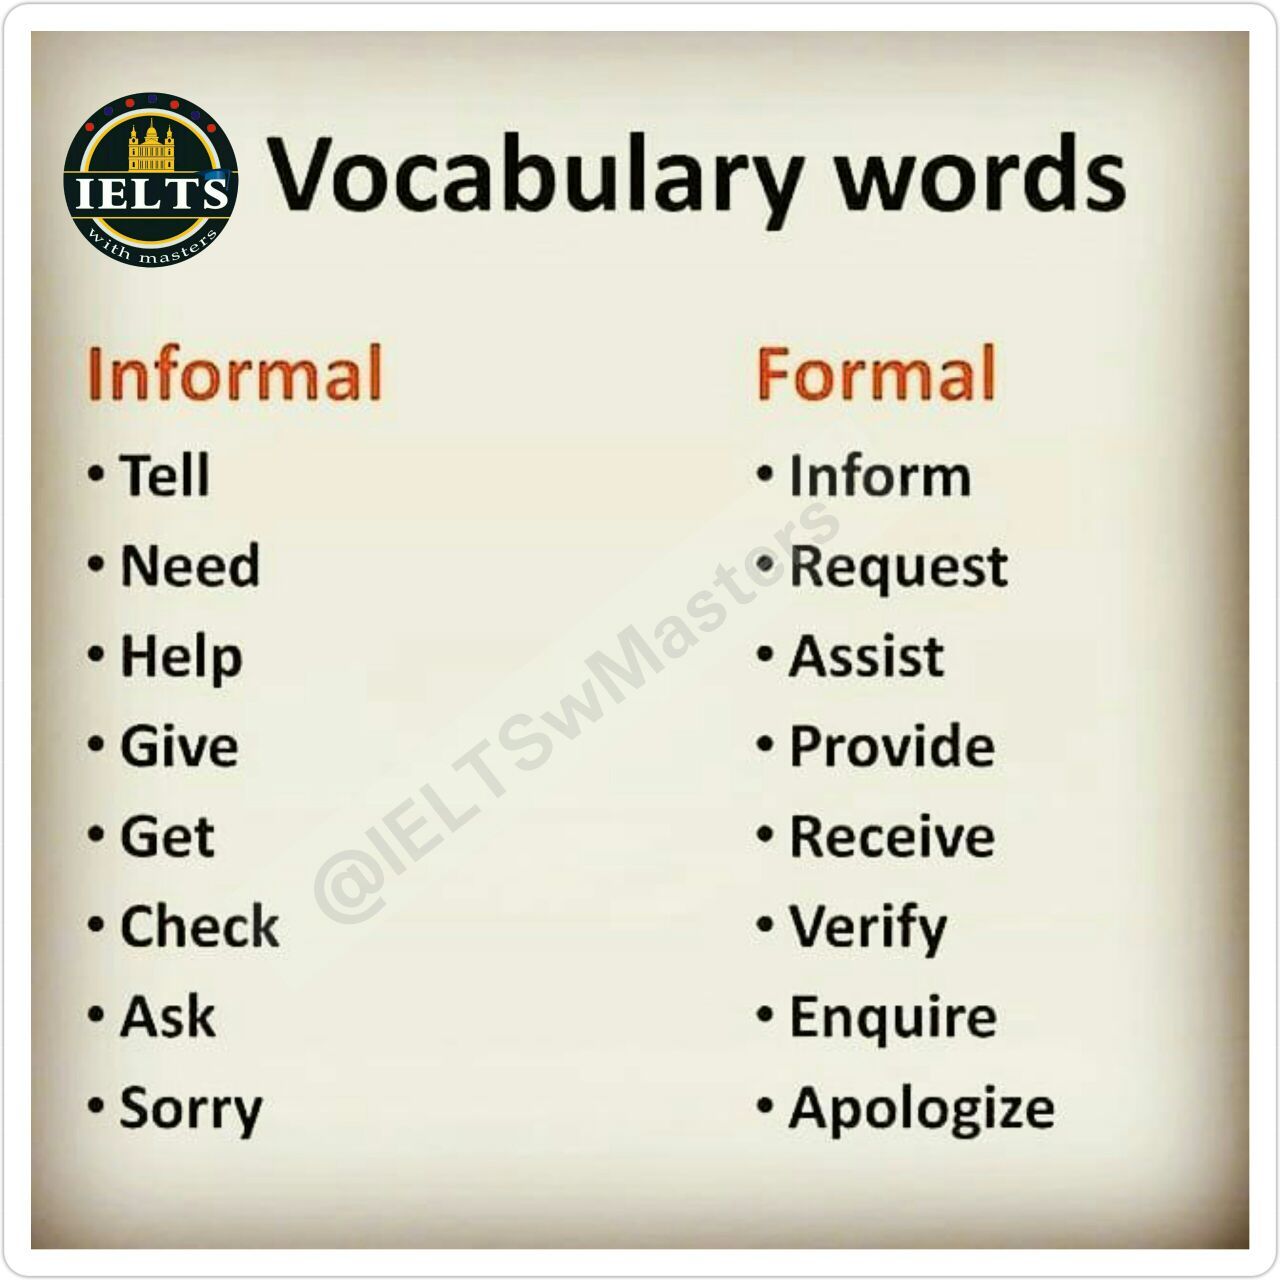 IELTS
with masters
Vocabulary words
Informal
Formal
• Tell
• Inform
• Need
• Request
• Help
• Assist
• Give
• Provide
• Get
• Receive
• Check
• Verify
• Ask
• Enquire
• Sorry
• Apologize
@IELTSwMasters